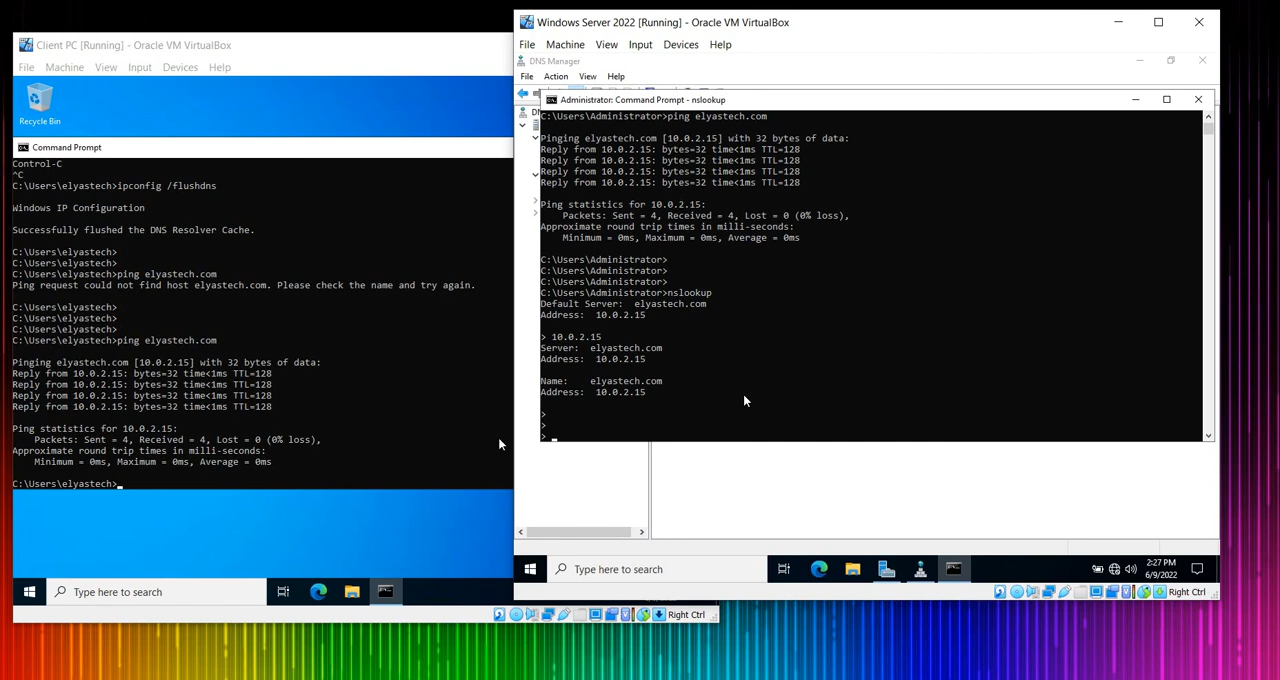 Client PC [Running] - Oracle VM VirtualBox
File Machine View Input Devices Help
Recycle Bin
Command Prompt
Control-C
^C
C:\Users\elyastech>ipconfig /flushdns
Windows IP Configuration
Successfully flushed the DNS Resolver Cache.
C:\Users\elyastech>
C:\Users\elyastech>
C:\Users\elyastech>ping elyastech.com
Ping request could not find host elyastech.com. Please check the name and try again.
C:\Users\elyastech>
C:\Users\elyastech>
C:\Users\elyastech>
C:\Users\elyastech>ping elyastech.com
Pinging elyastech.com [10.0.2.15] with 32 bytes of data:
Reply from 10.0.2.15: bytes=32 time<1ms TTL=128
Reply from 10.0.2.15: bytes=32 time<1ms TTL=128
Reply from 10.0.2.15: bytes=32 time<1ms TTL=128
Reply from 10.0.2.15: bytes=32 time<1ms TTL=128
Ping statistics for 10.0.2.15:
Packets: Sent = 4, Received = 4, Lost = 0 (0% loss),
Approximate round trip times in milli-seconds:
Minimum = 0ms, Maximum = 0ms, Average = 0ms
C:\Users\elyastech>
Type here to search
Right Ctrl
Windows Server 2022 [Running] - Oracle VM VirtualBox
File Machine View Input Devices Help
DNS Manager
File Action View Help
Administrator: Command Prompt - nslookup
C:\Users\Administrator>ping elyastech.com
Pinging elyastech.com [10.0.2.15] with 32 bytes of data:
Reply from 10.0.2.15: bytes=32 time<1ms TTL=128
Reply from 10.0.2.15: bytes=32 time<1ms TTL=128
Reply from 10.0.2.15: bytes=32 time<1ms TTL=128
Reply from 10.0.2.15: bytes=32 time<1ms TTL=128
Ping statistics for 10.0.2.15:
Packets: Sent = 4, Received = 4, Lost = 0 (0% loss),
Approximate round trip times in milli-seconds:
Minimum = 0ms, Maximum = 0ms, Average = 0ms
C:\Users\Administrator>
C:\Users\Administrator>
C:\Users\Administrator>
C:\Users\Administrator>nslookup
Default Server: elyastech.com
Address: 10.0.2.15
> 10.0.2.15
Server: elyastech.com
Address: 10.0.2.15
Name: elyastech.com
Address: 10.0.2.15
>
>
>
Type here to search
2:27 PM
6/9/2022
Right Ctrl